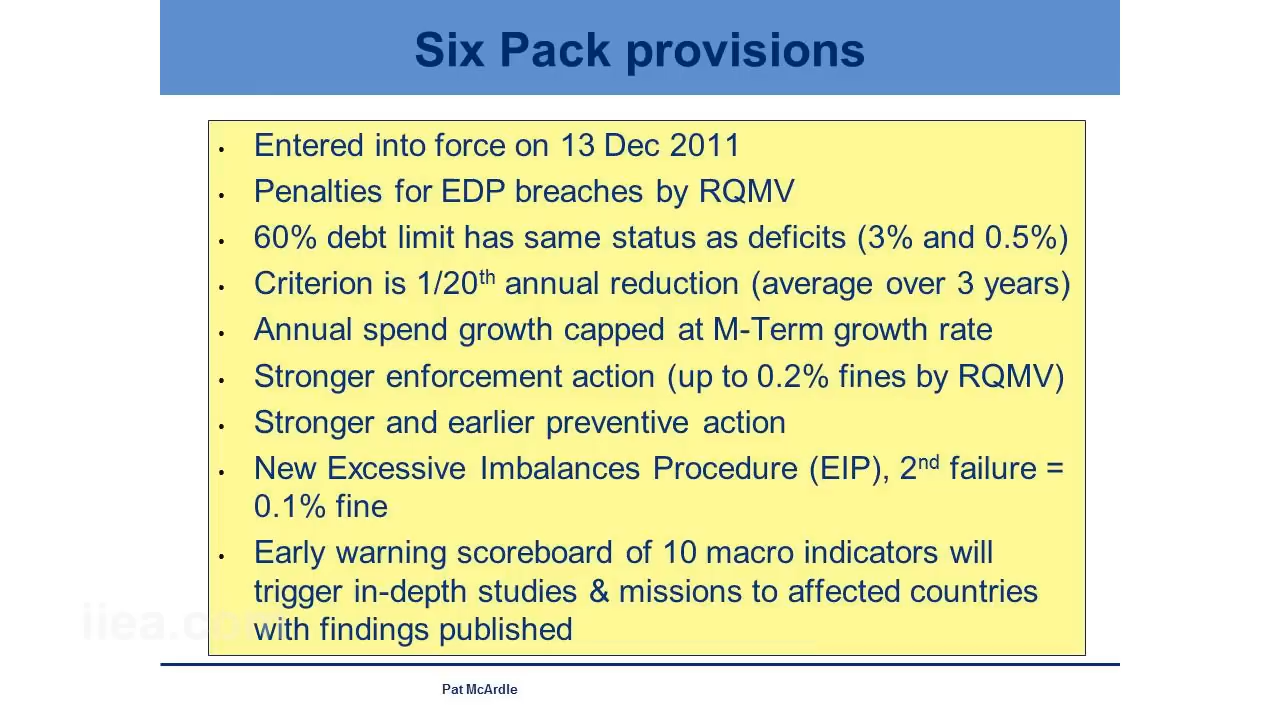 Six Pack provisions
• Entered into force on 13 Dec 2011
• Penalties for EDP breaches by RQMV
• 60% debt limit has same status as deficits (3% and 0.5%)
• Criterion is 1/20th annual reduction (average over 3 years)
• Annual spend growth capped at M-Term growth rate
• Stronger enforcement action (up to 0.2% fines by RQMV)
• Stronger and earlier preventive action
• New Excessive Imbalances Procedure (EIP), 2nd failure =
0.1% fine
• Early warning scoreboard of 10 macro indicators will
trigger in-depth studies & missions to affected countries
with findings published
iiea.com
Pat McArdle